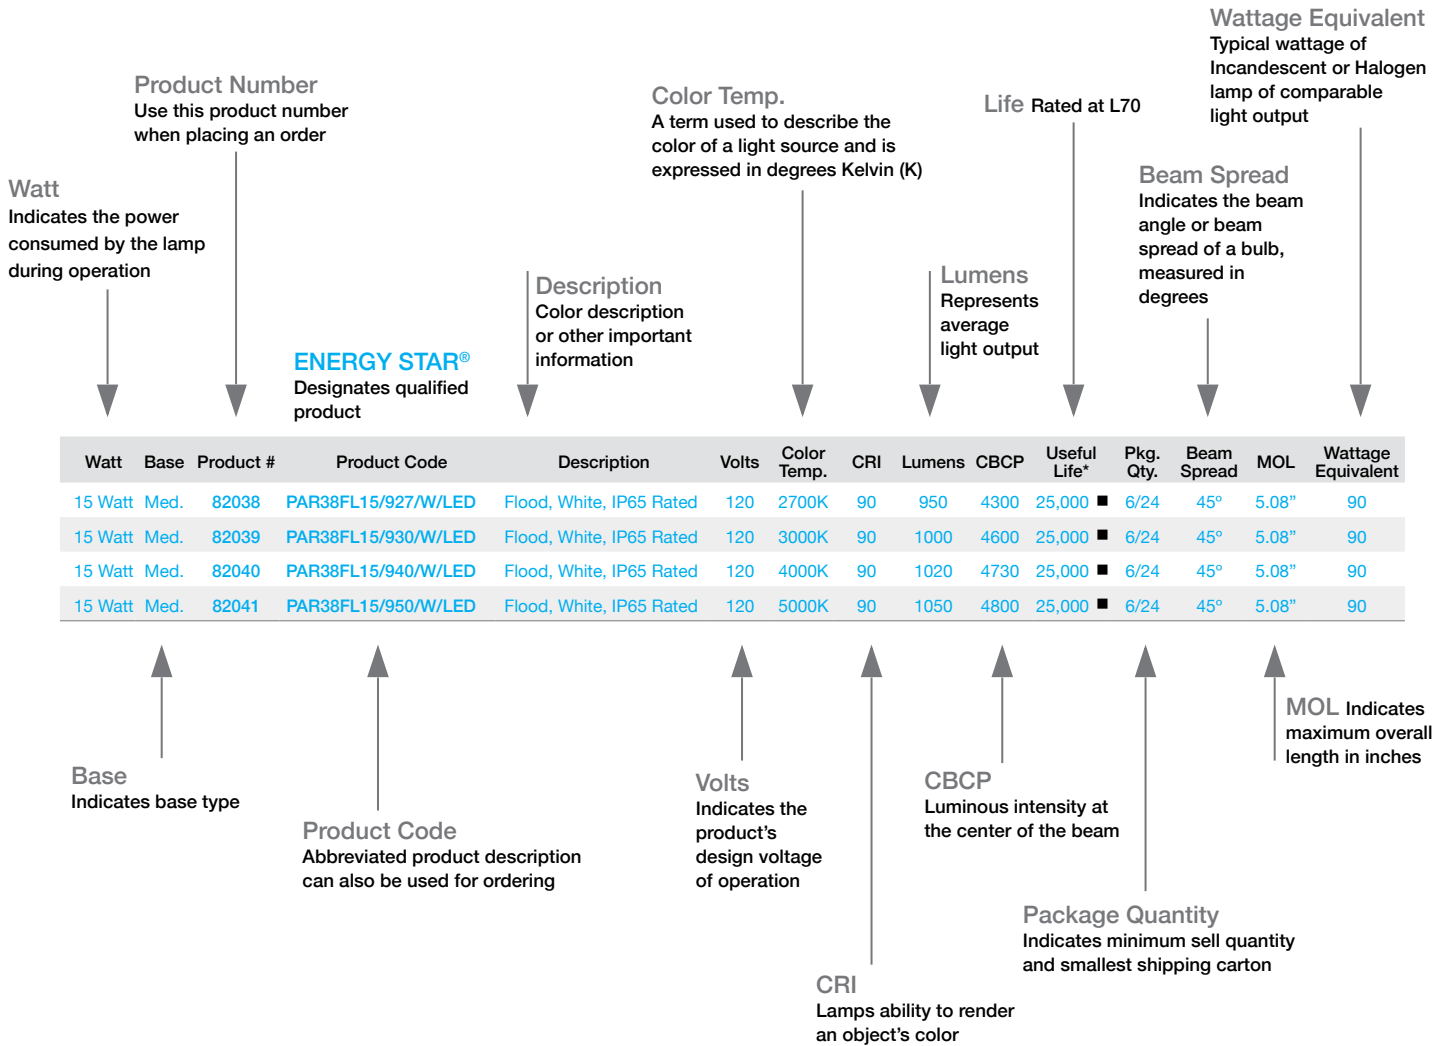 Wattage Equivalent
Typical wattage of
Incandescent or Halogen
lamp of comparable
light output
Product Number
Use this product number
when placing an order
Color Temp.
A term used to describe the
color of a light source and is
expressed in degrees Kelvin (K)
Life Rated at L70
Beam Spread
Indicates the beam
angle or beam
spread of a bulb,
measured in
degrees
Watt
Indicates the power
consumed by the lamp
during operation
Description
Color description
or other important
information
Lumens
Represents
average
light output
ENERGY STAR®
Designates qualified
product
Watt Base Product # Product Code Description Volts Color Temp. CRI Lumens CBCP Useful Life* Pkg. Qty. Beam Spread MOL Wattage Equivalent
15 Watt Med. 82038 PAR38FL15/927/W/LED Flood, White, IP65 Rated 120 2700K 90 950 4300 25,000 ■ 6/24 45º 5.08” 90
15 Watt Med. 82039 PAR38FL15/930/W/LED Flood, White, IP65 Rated 120 3000K 90 1000 4600 25,000 ■ 6/24 45º 5.08” 90
15 Watt Med. 82040 PAR38FL15/940/W/LED Flood, White, IP65 Rated 120 4000K 90 1020 4730 25,000 ■ 6/24 45º 5.08” 90
15 Watt Med. 82041 PAR38FL15/950/W/LED Flood, White, IP65 Rated 120 5000K 90 1050 4800 25,000 ■ 6/24 45º 5.08” 90
MOL Indicates
maximum overall
length in inches
Base
Indicates base type
Product Code
Abbreviated product description
can also be used for ordering
Volts
Indicates the
product’s
design voltage
of operation
CBCP
Luminous intensity at
the center of the beam
Package Quantity
Indicates minimum sell quantity
and smallest shipping carton
CRI
Lamps ability to render
an object’s color